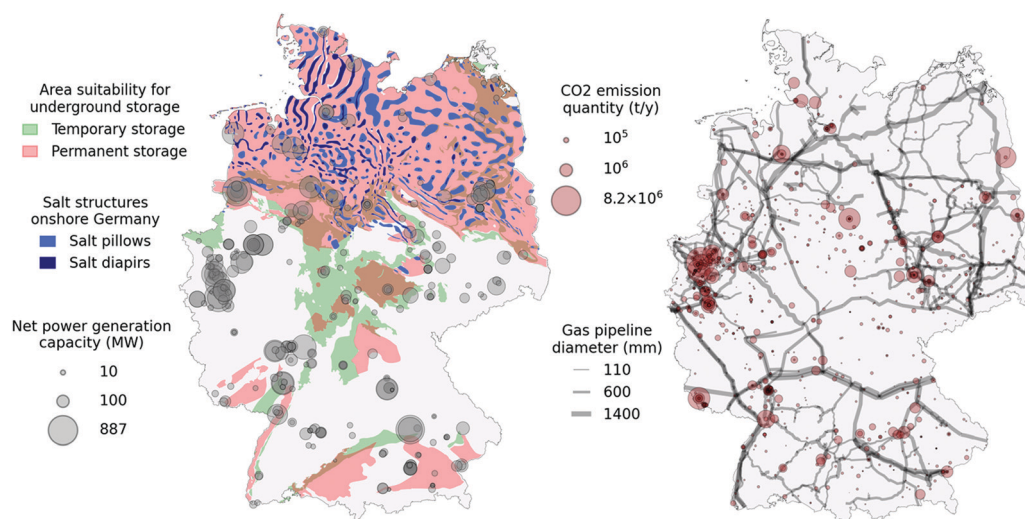 Area suitability for
underground storage
Temporary storage
Permanent storage
Salt structures
onshore Germany
Salt pillows
Salt diapirs
Net power generation
capacity (MW)
10
100
887
CO2 emission
quantity (t/y)
10⁵
10⁶
8.2×10⁶
Gas pipeline
diameter (mm)
110
600
1400